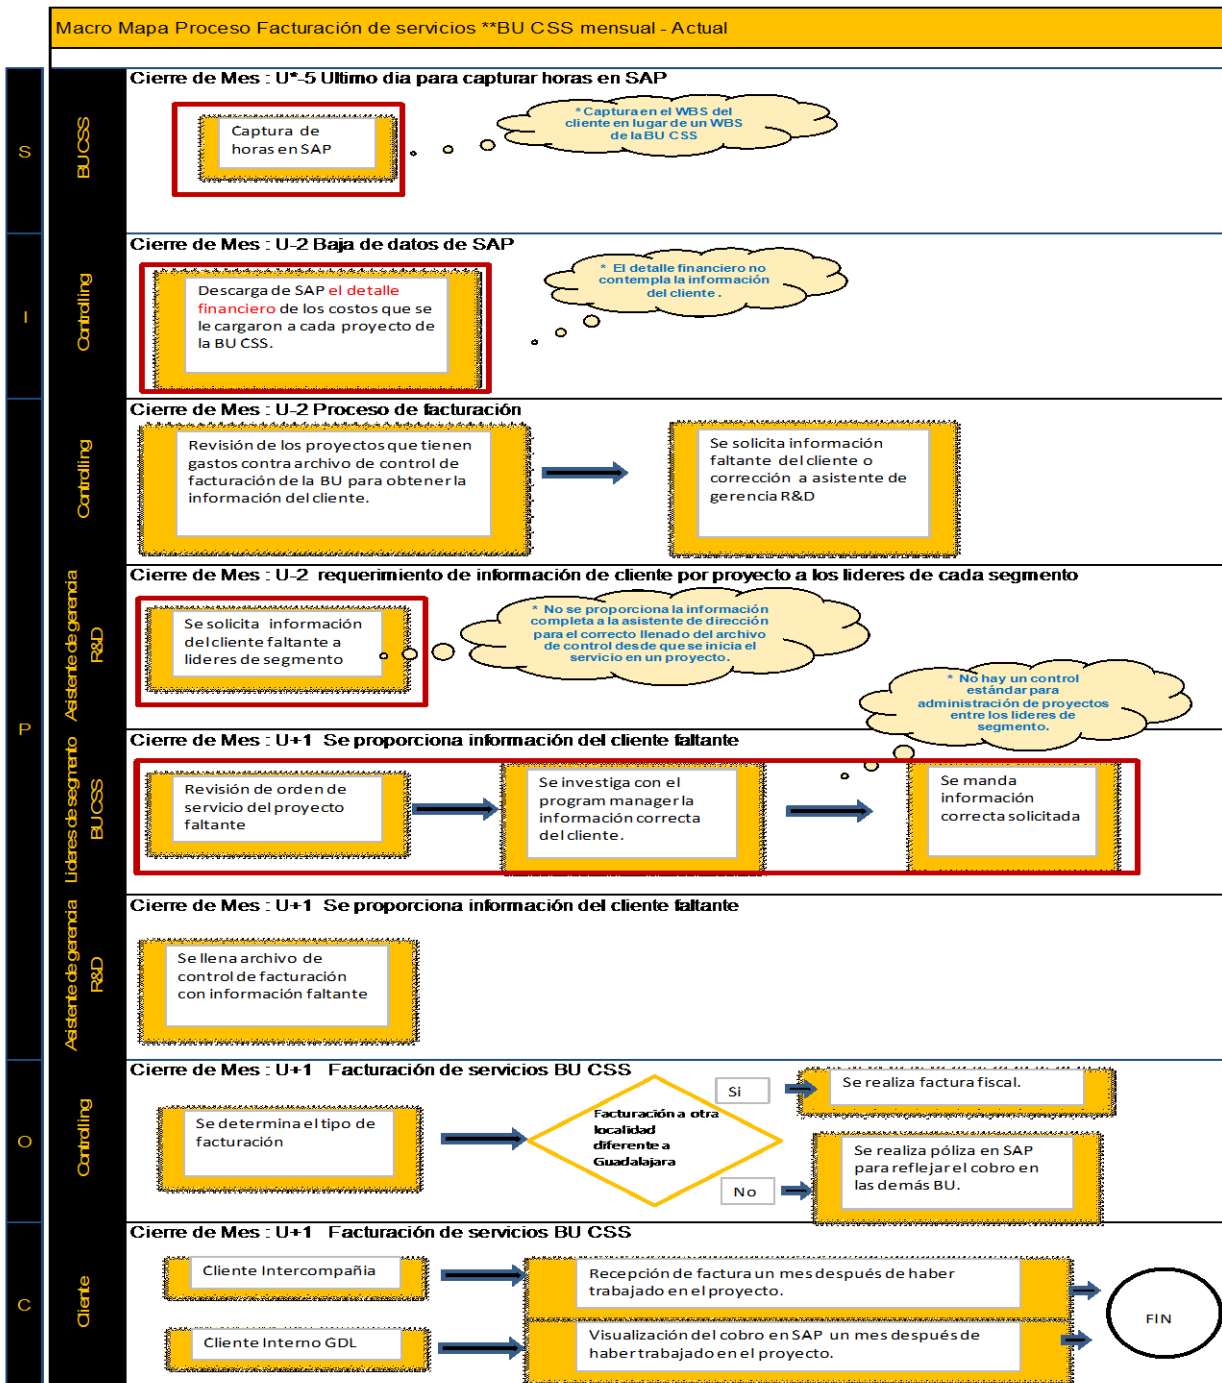 Macro Mapa Proceso Facturación de servicios **BU CSS mensual - Actual
S
BU CSS
Cierre de Mes : U*-5 Ultimo dia para capturar horas en SAP
Captura de
horas en SAP
* Captura en el WBS del
cliente en lugar de un WBS
de la BU CSS
I
Controlling
Cierre de Mes : U-2 Baja de datos de SAP
Descarga de SAP el detalle
financiero de los costos que se
le cargaron a cada proyecto de
la BU CSS.
* El detalle financiero no
contempla la información
del cliente .
P
Controlling
Cierre de Mes : U-2 Proceso de facturación
Revisión de los proyectos que tienen
gastos contra archivo de control de
facturación de la BU para obtener la
información del cliente.
Se solicita información
faltante del cliente o
corrección a asistente de
gerencia R&D
Asistente de gerencia
R&D
Cierre de Mes : U-2 requerimiento de información de cliente por proyecto a los lideres de cada segmento
Se solicita información
del cliente faltante a
lideres de segmento
* No se proporciona la información
completa a la asistente de dirección
para el correcto llenado del archivo
de control desde que se inicia el
servicio en un proyecto.
* No hay un control
estándar para
administración de proyectos
entre los lideres de
segmento.
Lideres de segmento
BU CSS
Cierre de Mes : U+1 Se proporciona información del cliente faltante
Revisión de orden de
servicio del proyecto
faltante
Se investiga con el
program manager la
información correcta
del cliente.
Se manda
información
correcta solicitada
Asistente de gerencia
R&D
Cierre de Mes : U+1 Se proporciona información del cliente faltante
Se llena archivo de
control de facturación
con información faltante
O
Controlling
Cierre de Mes : U+1 Facturación de servicios BU CSS
Se determina el tipo de
facturación
Facturación a otra
localidad
diferente a
Guadalajara
Si
Se realiza factura fiscal.
No
Se realiza póliza en SAP
para reflejar el cobro en
las demás BU.
C
Cliente
Cierre de Mes : U+1 Facturación de servicios BU CSS
Cliente Intercompañia
Recepción de factura un mes después de haber
trabajado en el proyecto.
Cliente Interno GDL
Visualización del cobro en SAP un mes después de
haber trabajado en el proyecto.
FIN